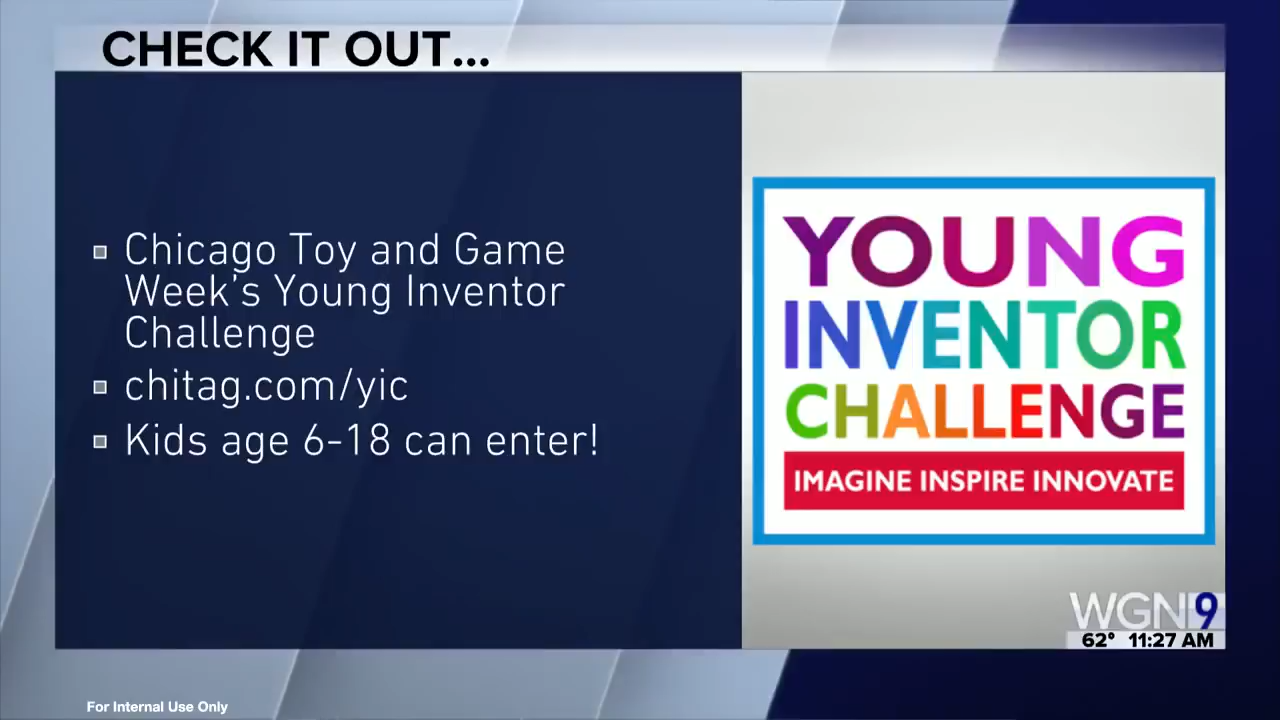 CHECK IT OUT...
Chicago Toy and Game
Week's Young Inventor
Challenge
chitag.com/yic
Kids age 6-18 can enter!
YOUNG
INVENTOR
CHALLENGE
IMAGINE INSPIRE INNOVATE
WGN9
62° 11:27 AM
For Internal Use Only